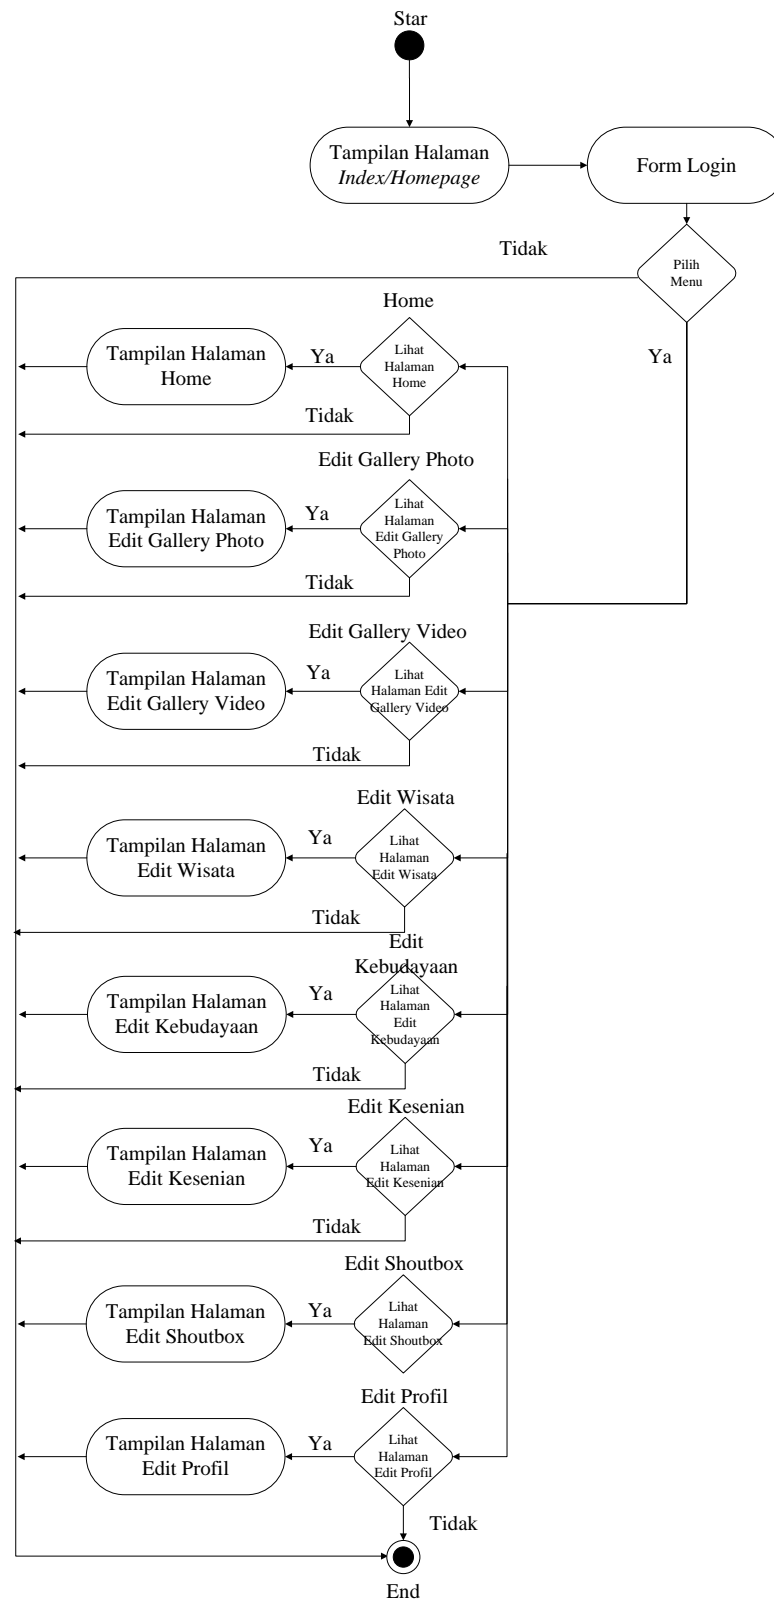 Star
Tampilan Halaman
Index/Homepage
Form Login
Tidak
Pilih
Menu
Home
Ya
Tampilan Halaman
Home
Ya
Lihat
Halaman
Home
Tidak
Edit Gallery Photo
Tampilan Halaman
Edit Gallery Photo
Ya
Lihat
Halaman
Edit Gallery
Photo
Tidak
Edit Gallery Video
Tampilan Halaman
Edit Gallery Video
Ya
Lihat
Halaman Edit
Gallery Video
Tidak
Edit Wisata
Tampilan Halaman
Edit Wisata
Ya
Lihat
Halaman
Edit Wisata
Tidak
Edit
Kebudayaan
Tampilan Halaman
Edit Kebudayaan
Ya
Lihat
Halaman
Edit
Kebudayaan
Tidak
Edit Kesenian
Tampilan Halaman
Edit Kesenian
Ya
Lihat
Halaman
Edit Kesenian
Tidak
Edit Shoutbox
Tampilan Halaman
Edit Shoutbox
Ya
Lihat
Halaman
Edit Shoutbox
Edit Profil
Tampilan Halaman
Edit Profil
Ya
Lihat
Halaman
Edit Profil
Tidak
End